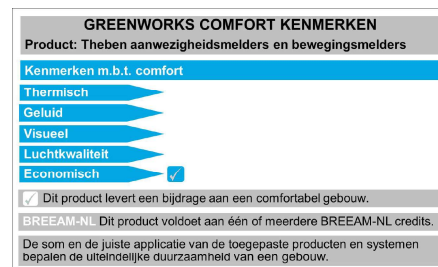 GREENWORKS COMFORT KENMERKEN
Product: Theben aanwezigheidsmelders en bewegingsmelders
Kenmerken m.b.t. comfort
Thermisch
Geluid
Visueel
Luchtkwaliteit
Economisch
Dit product levert een bijdrage aan een comfortabel gebouw.
BREEAM-NL Dit product voldoet aan één of meerdere BREEAM-NL credits.
De som en de juiste applicatie van de toegepaste producten en systemen
bepalen de uiteindelijke duurzaamheid van een gebouw.